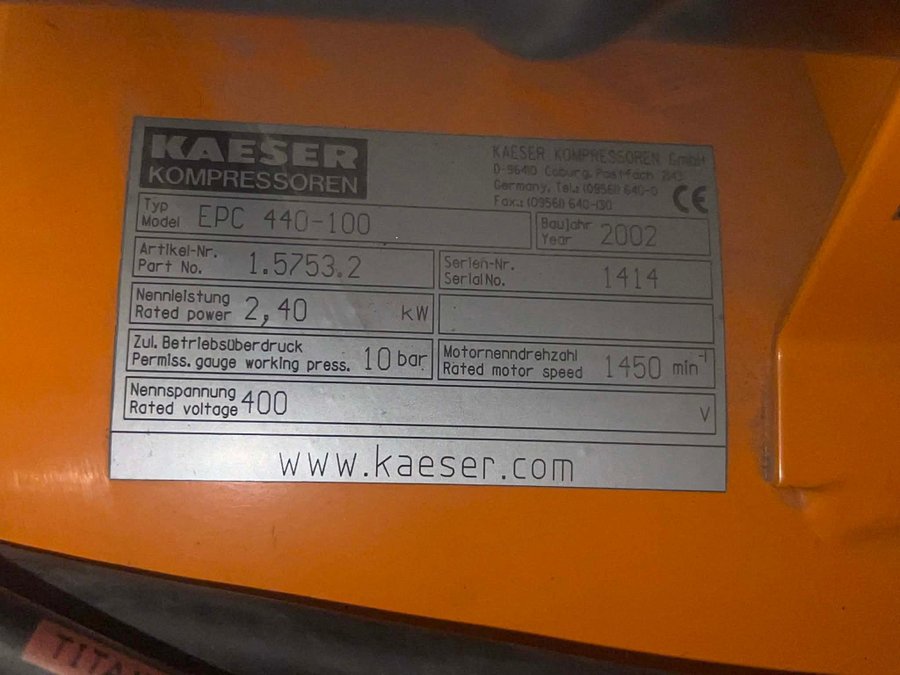 KAESER
KOMPRESSOREN
KAESER KOMPRESSOREN GmbH
D-96410 Coburg, Postfach 2143
Germany, Tel.: (09561) 640-0
Fax.: (09561) 640-130
CE
Typ
Model EPC 440-100
Baujahr
Year 2002
Artikel-Nr.
Part No. 1.5753.2
Serien-Nr.
Serial No. 1414
Nennleistung
Rated power 2,40 kW
Zul. Betriebsüberdruck
Permiss. gauge working press. 10 bar
Motornenndrehzahl
Rated motor speed 1450 min⁻¹
Nennspannung
Rated voltage 400 V
www.kaeser.com